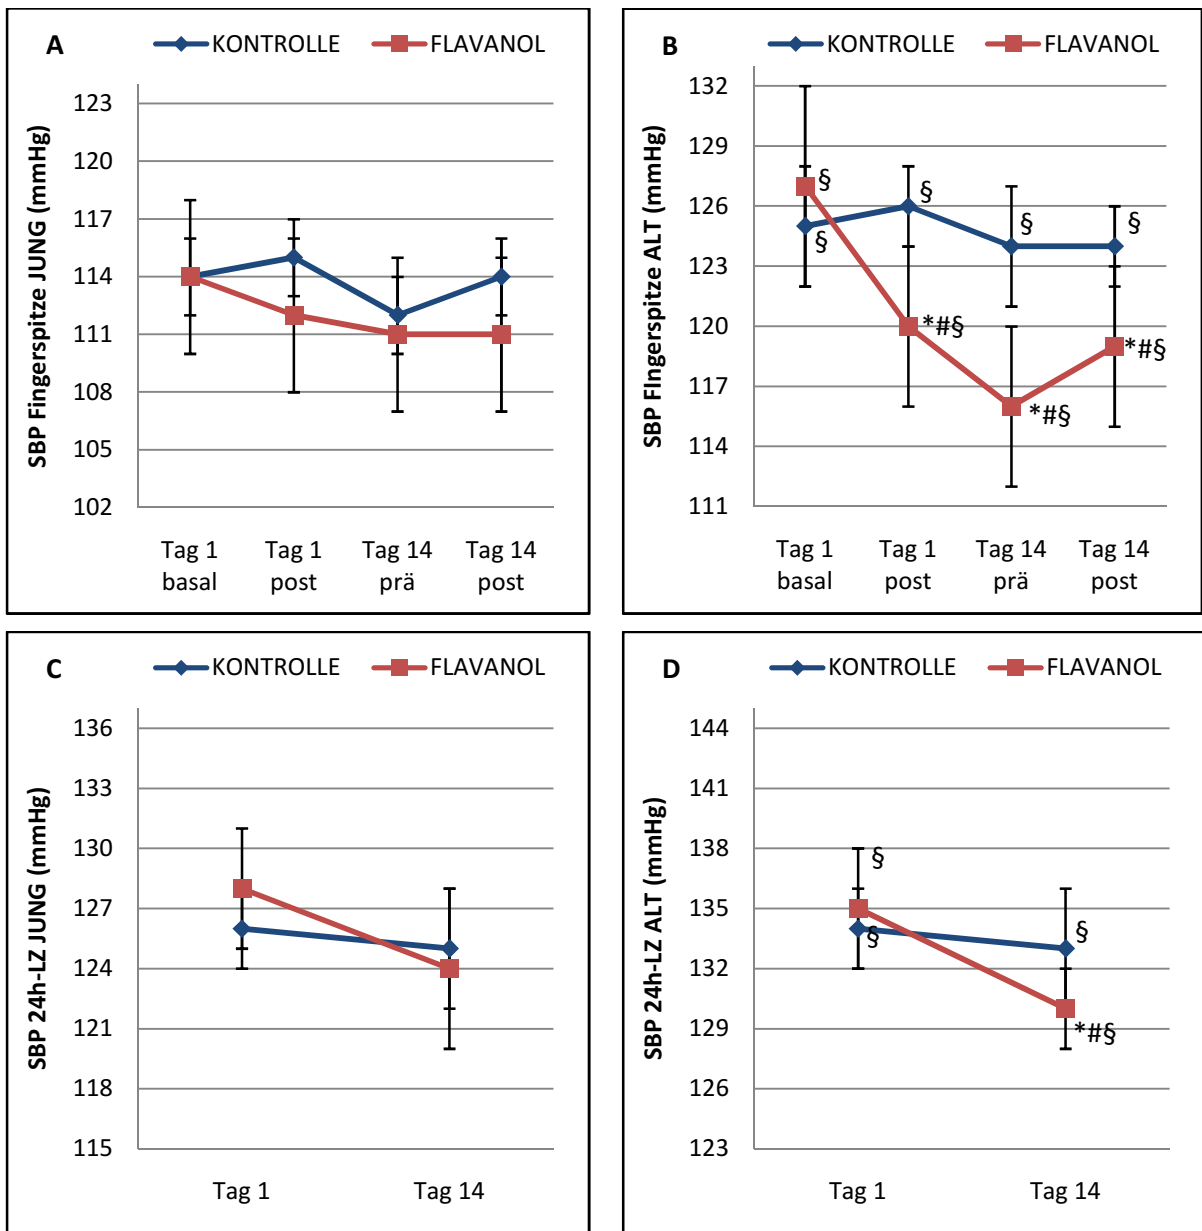 A
KONTROLLE
FLAVANOL
SBP Fingerspitze JUNG (mmHg)
123
120
117
114
111
108
105
102
Tag 1 basal
Tag 1 post
Tag 14 prä
Tag 14 post
B
KONTROLLE
FLAVANOL
SBP FIngerspitze ALT (mmHg)
132
129
126
123
120
117
114
111
§
§
§
§
§
*#§
*#§
*#§
Tag 1 basal
Tag 1 post
Tag 14 prä
Tag 14 post
C
KONTROLLE
FLAVANOL
SBP 24h-LZ JUNG (mmHg)
136
133
130
127
124
121
118
115
Tag 1
Tag 14
D
KONTROLLE
FLAVANOL
SBP 24h-LZ ALT (mmHg)
144
141
138
135
132
129
126
123
§
§
§
*#§
Tag 1
Tag 14